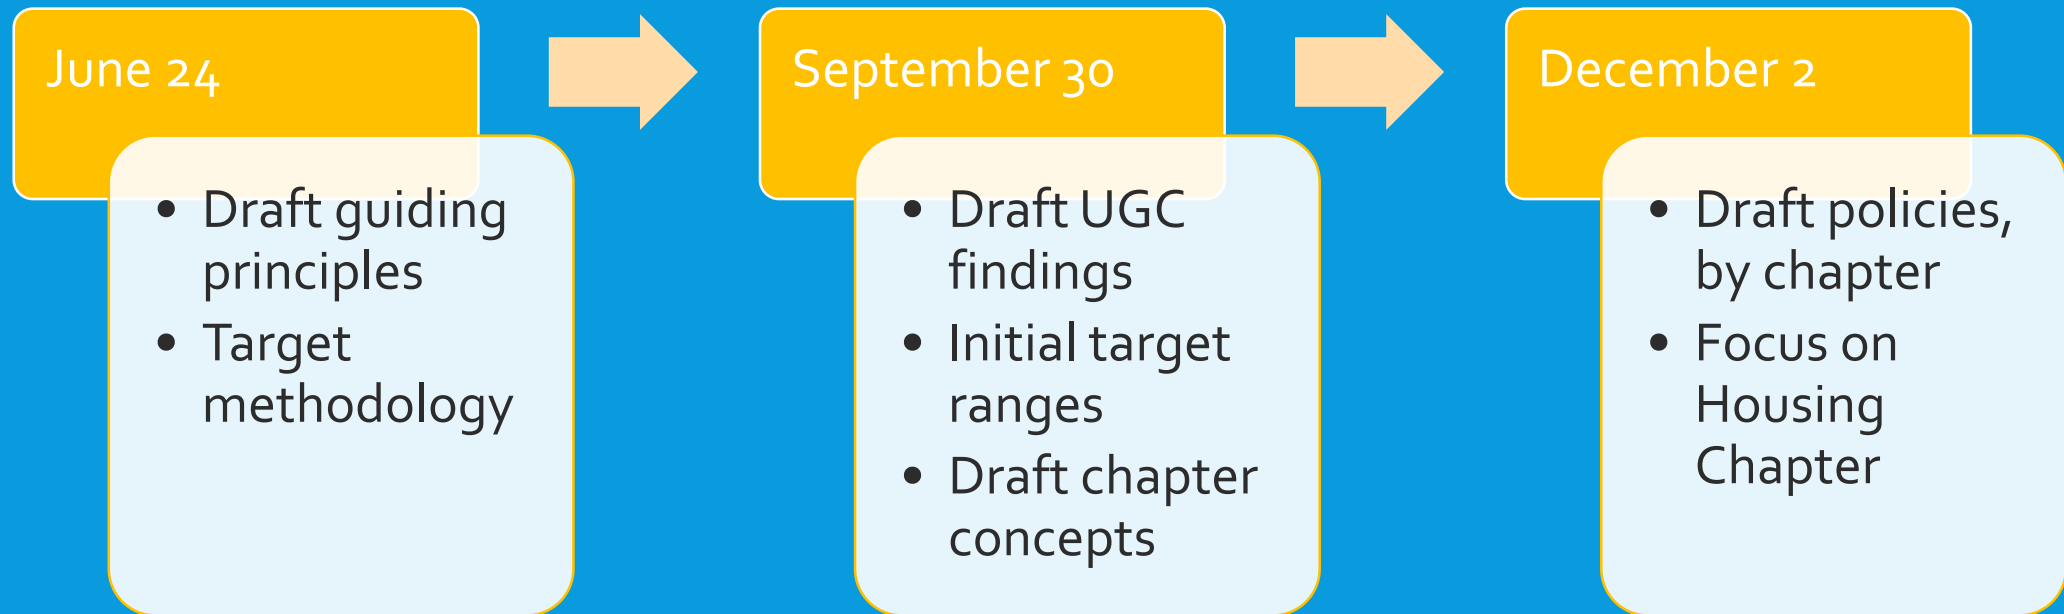 June 24
• Draft guiding
principles
• Target
methodology
September 30
• Draft UGC
findings
• Initial target
ranges
• Draft chapter
concepts
December 2
• Draft policies,
by chapter
• Focus on
Housing
Chapter